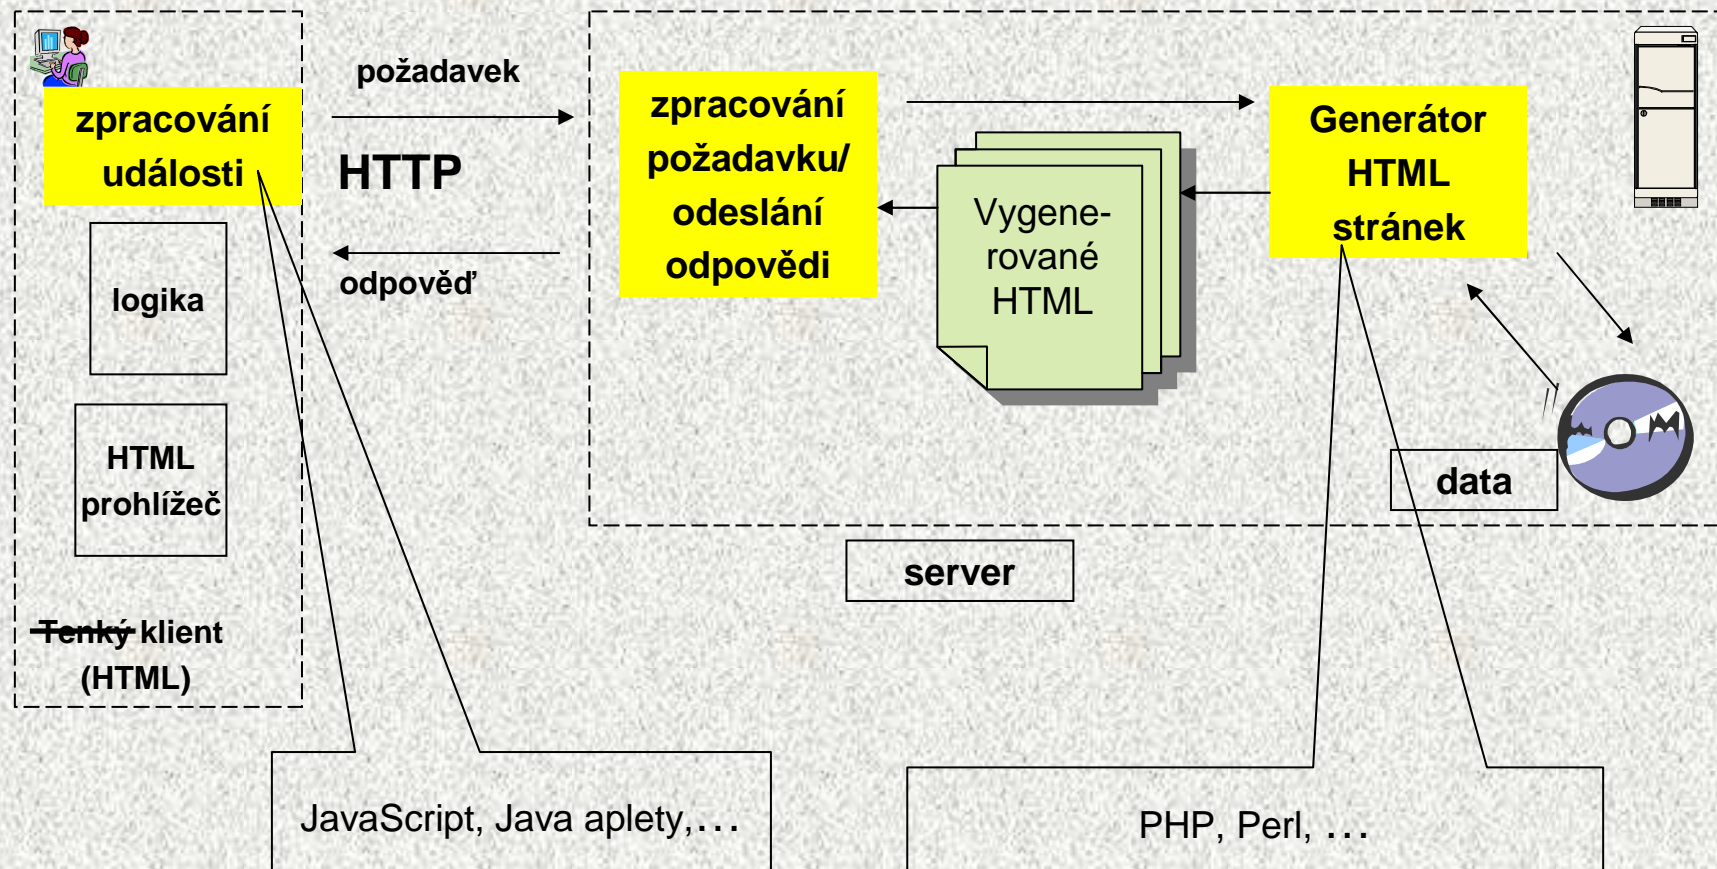 zpracování
události
logika
HTML
prohlížeč
Tenký klient
(HTML)
požadavek
HTTP
odpověď
zpracování
požadavku/
odeslání
odpovědi
Vygene-
rované
HTML
Generátor
HTML
stránek
data
server
JavaScript, Java aplety,…
PHP, Perl, …